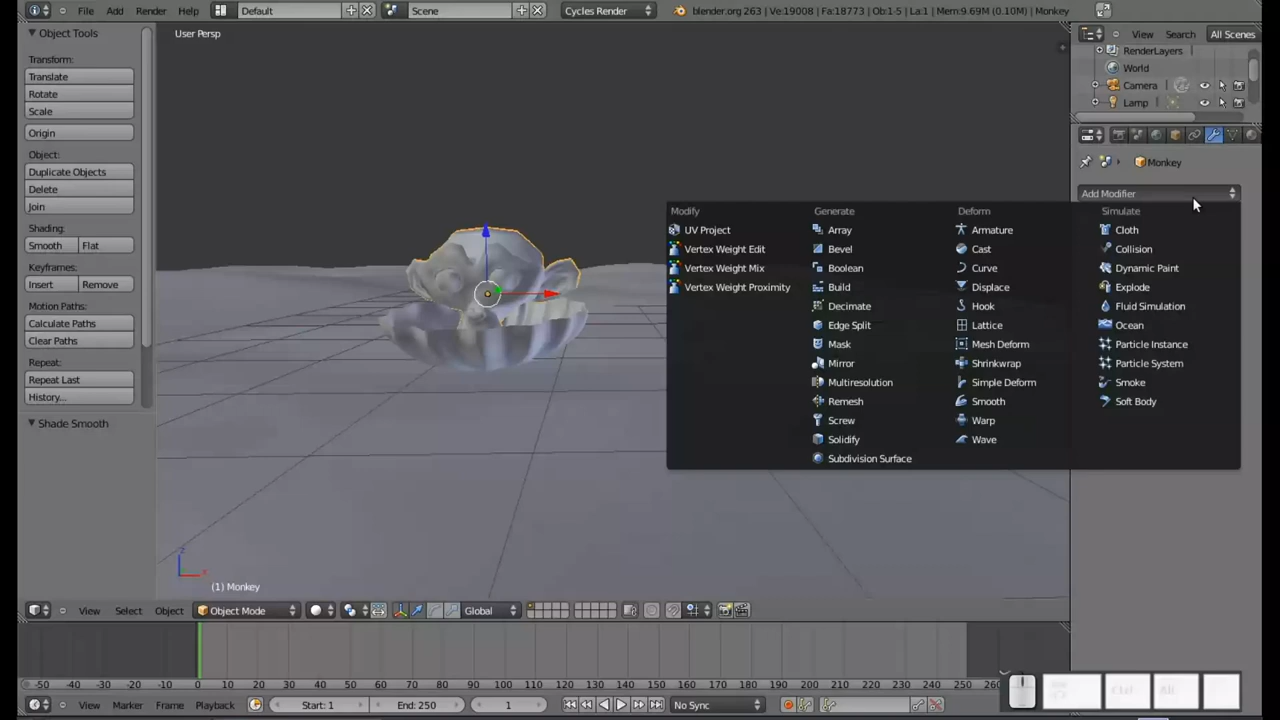 File Add Render Help Default Scene Cycles Render blender.org 263 | Ve:19008 | Fa:18773 | Ob:1-5 | La:1 | Mem:9.69M (0.10M) | Monkey
Object Tools
Transform:
Translate
Rotate
Scale
Origin
Object:
Duplicate Objects
Delete
Join
Shading:
Smooth Flat
Keyframes:
Insert Remove
Motion Paths:
Calculate Paths
Clear Paths
Repeat:
Repeat Last
History...
Shade Smooth
User Persp
(1) Monkey
z
View Search All Scenes
RenderLayers
World
Camera
Lamp
Monkey
Add Modifier
Modify
UV Project
Vertex Weight Edit
Vertex Weight Mix
Vertex Weight Proximity
Generate
Array
Bevel
Boolean
Build
Decimate
Edge Split
Mask
Mirror
Multiresolution
Remesh
Screw
Solidify
Subdivision Surface
Deform
Armature
Cast
Curve
Displace
Hook
Lattice
Mesh Deform
Shrinkwrap
Simple Deform
Smooth
Warp
Wave
Simulate
Cloth
Collision
Dynamic Paint
Explode
Fluid Simulation
Ocean
Particle Instance
Particle System
Smoke
Soft Body
View Select Object Object Mode Global
-50 -40 -30 -20 -10 0 10 20 30 40 50 60 70 80 90 100 110 120 130 140 150 160 170 180 190 200 210 220 230 240 250
View Marker Frame Playback Start: 1 End: 250 1 No Sync
Ctrl